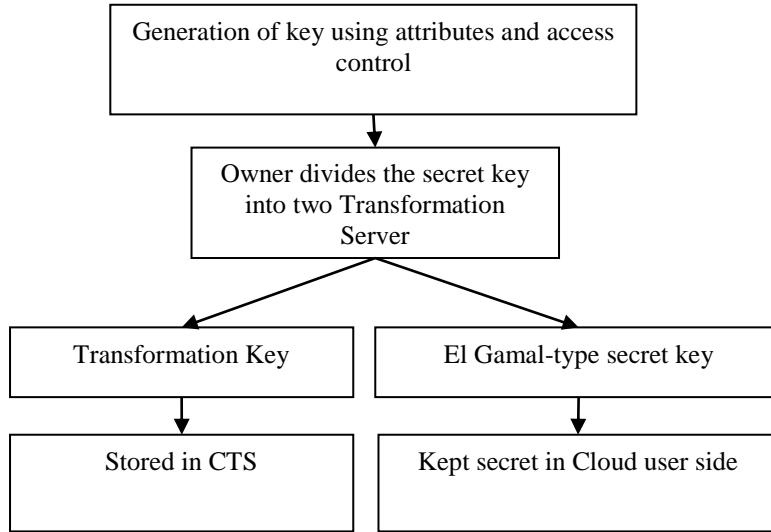 Generation of key using attributes and access
control
Owner divides the secret key
into two Transformation
Server
Transformation Key
El Gamal-type secret key
Stored in CTS
Kept secret in Cloud user side